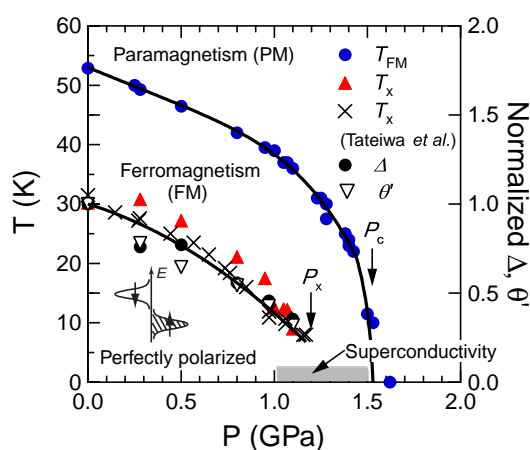 60
50
40
30
20
10
0
T (K)
2.0
1.5
1.0
0.5
0.0
Normalized Δ, θ'
0.0 0.5 1.0 1.5 2.0
P (GPa)
Paramagnetism (PM)
T_FM
T_x
T_x
(Tateiwa et al.)
Δ
θ'
Ferromagnetism
(FM)
P_c
P_x
E
Perfectly polarized
Superconductivity